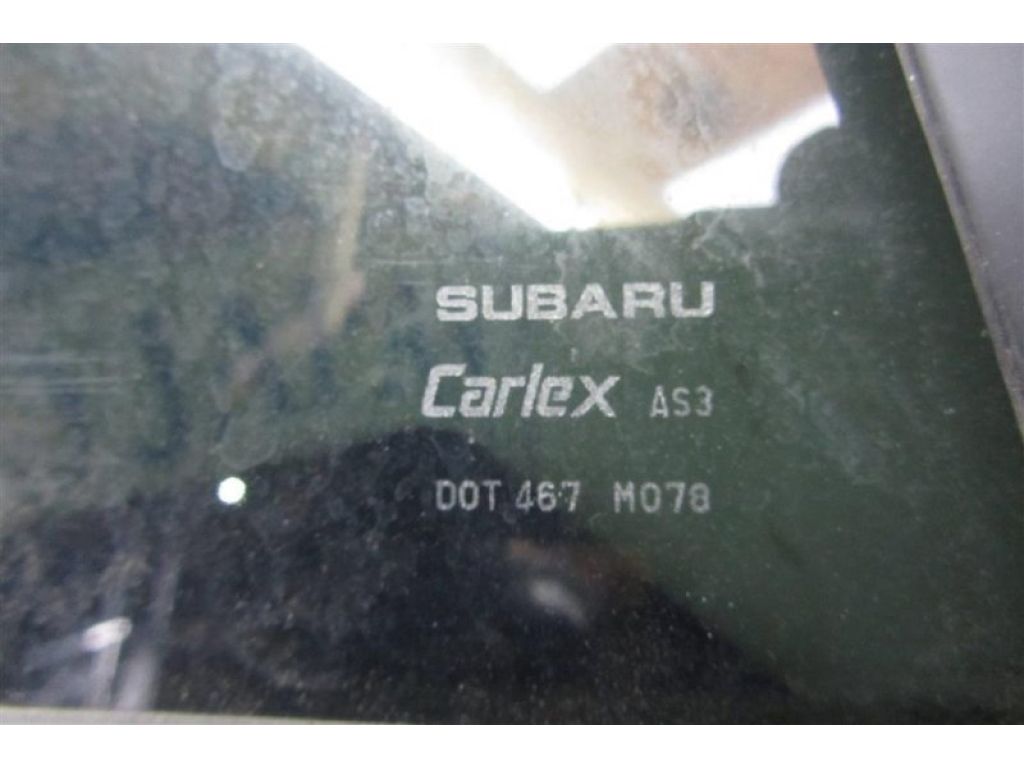 SUBARU
Carlex AS3
DOT 467 M078